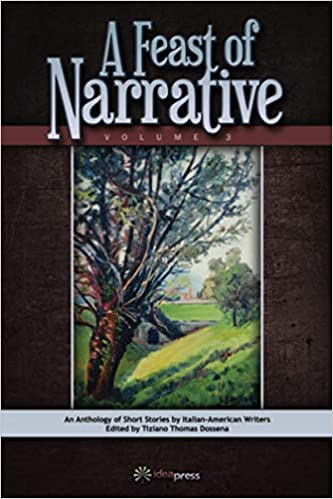 A Feast of
Narrative
VOLUME 3
An Anthology of Short Stories by Italian-American Writers
Edited by Tiziano Thomas Dossena
ideapress